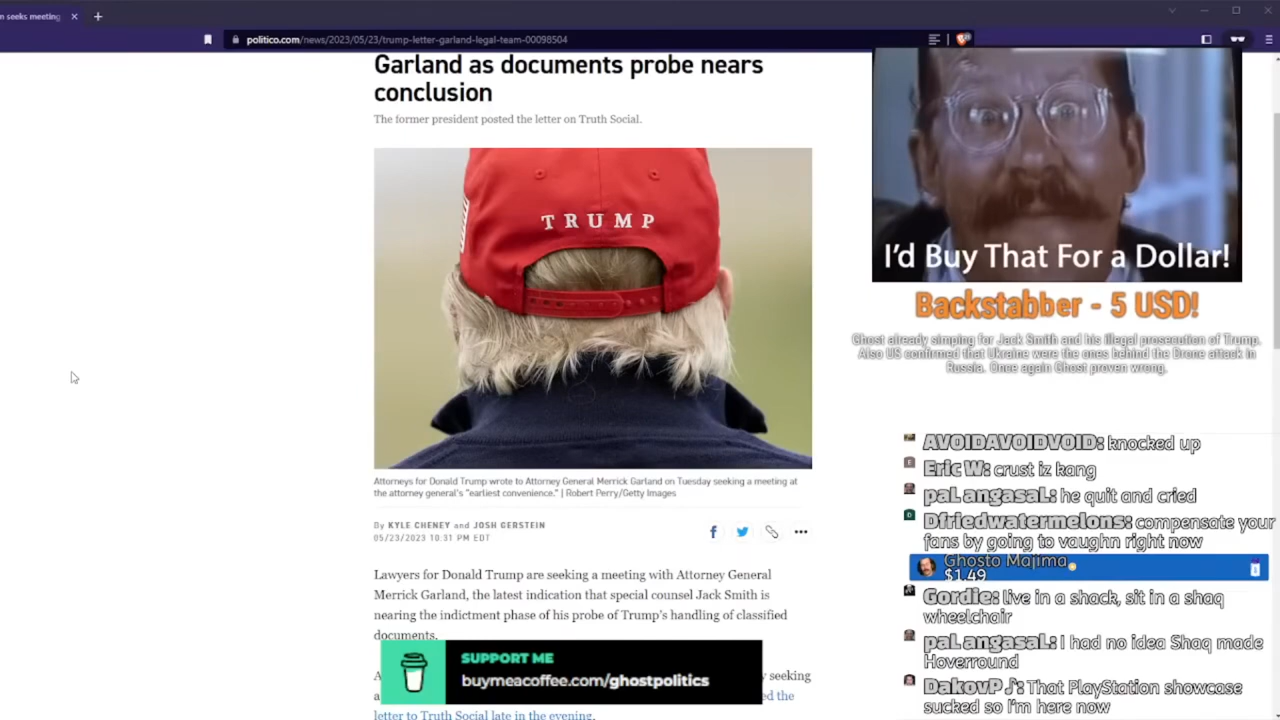 n seeks meeting
politico.com/news/2023/05/23/trump-letter-garland-legal-team-00098504
Garland as documents probe nears
conclusion
The former president posted the letter on Truth Social.
TRUMP
Attorneys for Donald Trump wrote to Attorney General Merrick Garland on Tuesday seeking a meeting at
the attorney general's "earliest convenience." | Robert Perry/Getty Images
By KYLE CHENEY and JOSH GERSTEIN
05/23/2023 10:31 PM EDT
Lawyers for Donald Trump are seeking a meeting with Attorney General
Merrick Garland, the latest indication that special counsel Jack Smith is
nearing the indictment phase of his probe of Trump's handling of classified
documents.
seeking
ed the
letter to Truth Social late in the evening.
SUPPORT ME
buymeacoffee.com/ghostpolitics
I'd Buy That For a Dollar!
Backstabber - 5 USD!
Ghost already simping for Jack Smith and his illegal prosecution of Trump.
Also US confirmed that Ukraine were the ones behind the Drone attack in
Russia. Once again Ghost proven wrong.
AVOIDAVOIDVOID: knocked up
Eric W: crust iz kang
paLangasaL: he quit and cried
Dfriedwatermelons: compensate your
fans by going to vaughn right now
Ghosto Majima
$1.49
Gordie: live in a shack, sit in a shaq
wheelchair
paLangasaL: I had no idea Shaq made
Hoverround
DakovP♪: That PlayStation showcase
sucked so I'm here now